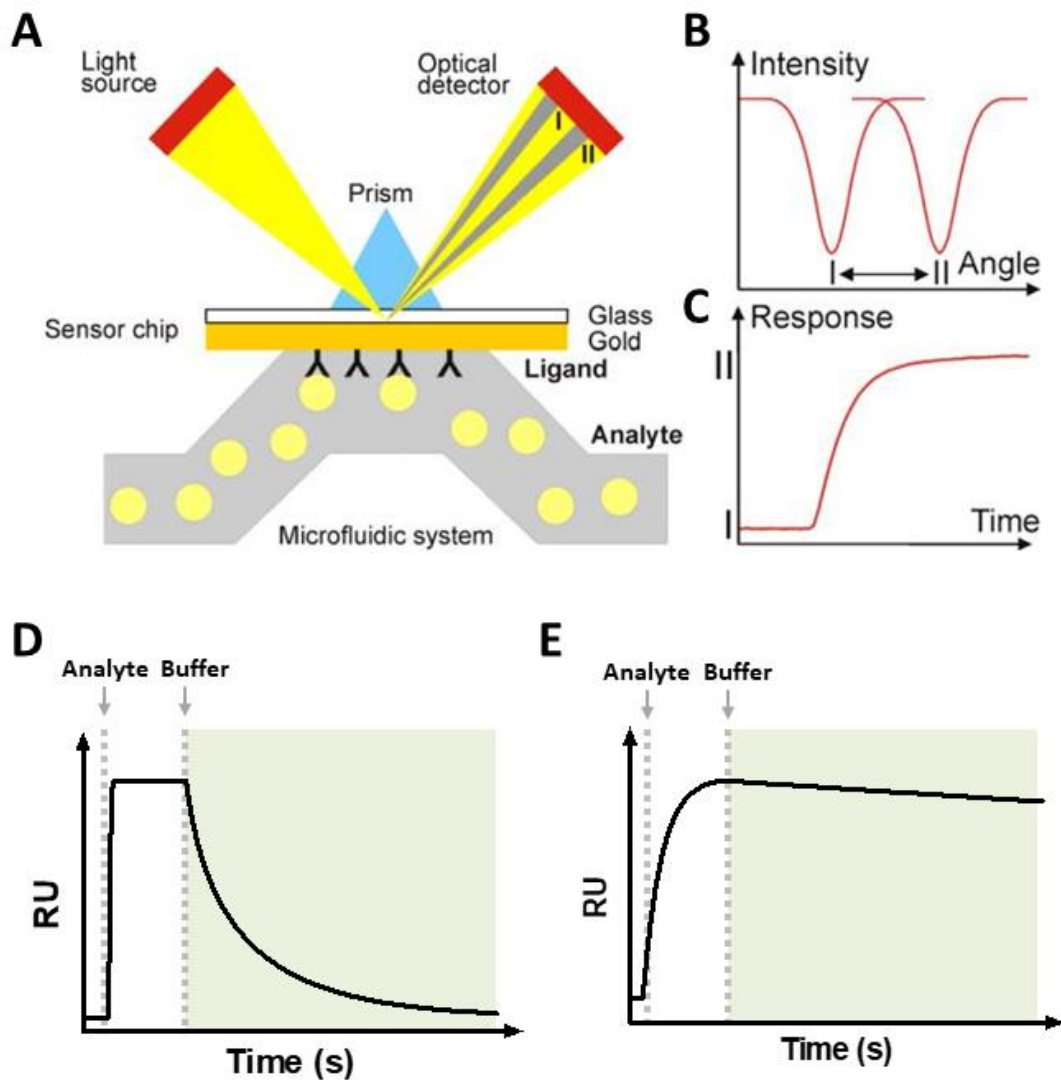 A
Light
source
Optical
detector
I
II
Prism
Sensor chip
Glass
Gold
Ligand
Analyte
Microfluidic system
B
Intensity
I
II
Angle
C
Response
II
I
Time
D
Analyte Buffer
RU
Time (s)
E
Analyte Buffer
RU
Time (s)